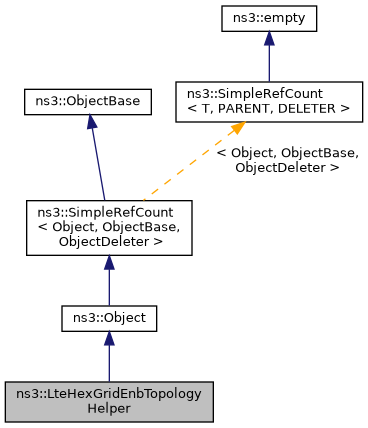 ns3::empty
ns3::SimpleRefCount
< T, PARENT, DELETER >
ns3::ObjectBase
< Object, ObjectBase,
ObjectDeleter >
ns3::SimpleRefCount
< Object, ObjectBase,
ObjectDeleter >
ns3::Object
ns3::LteHexGridEnbTopology
Helper